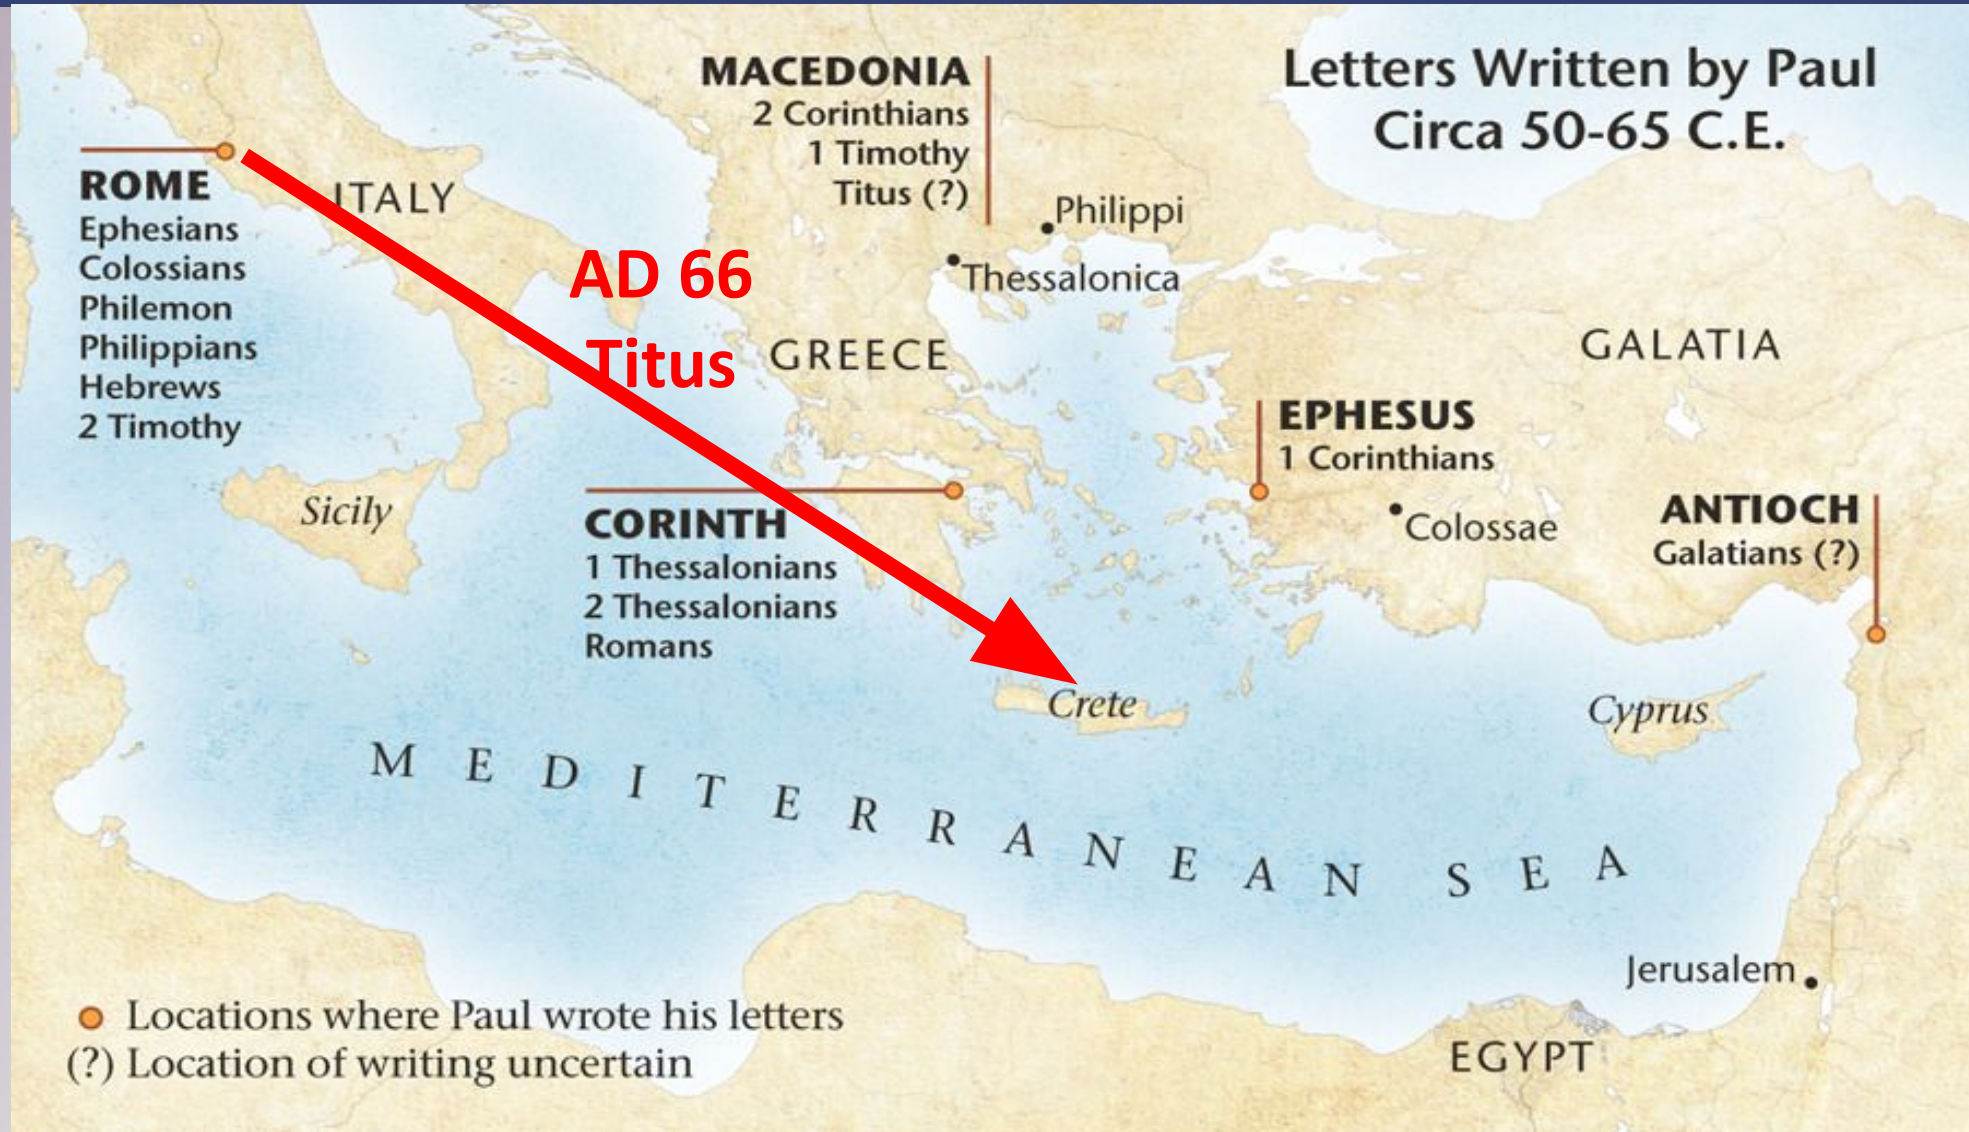 Letters Written by Paul
Circa 50-65 C.E.
MACEDONIA
2 Corinthians
1 Timothy
Titus (?)
ROME
Ephesians
Colossians
Philemon
Philippians
Hebrews
2 Timothy
ITALY
Philippi
Thessalonica
AD 66
Titus
GREECE
GALATIA
EPHESUS
1 Corinthians
Colossae
ANTIOCH
Galatians (?)
Sicily
CORINTH
1 Thessalonians
2 Thessalonians
Romans
Crete
Cyprus
MEDITERRANEAN SEA
Jerusalem
EGYPT
Locations where Paul wrote his letters
(?) Location of writing uncertain